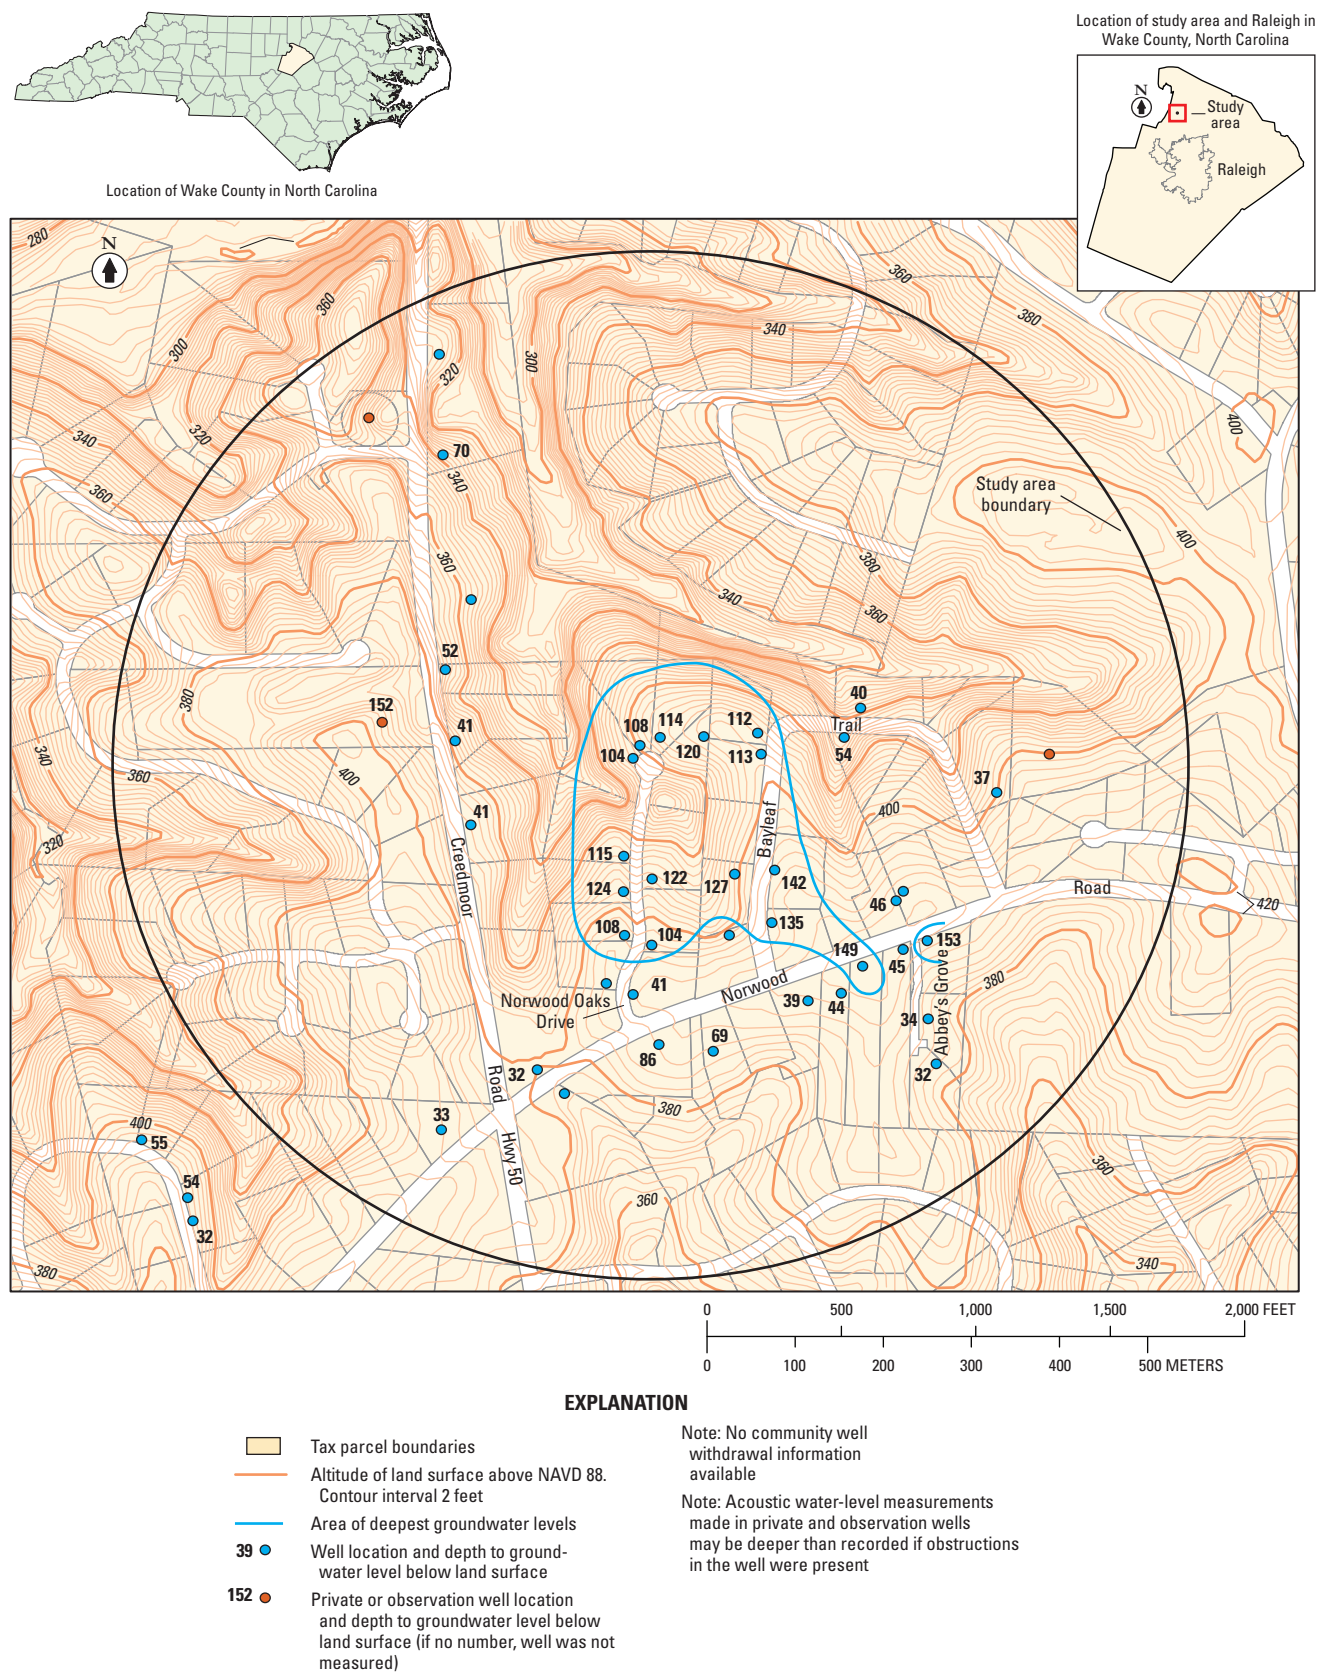 Location of study area and Raleigh in
Wake County, North Carolina
N
Study
area
Raleigh
Location of Wake County in North Carolina
280
N
360
360
380
300
340
300
320
320
400
340
70
340
360
Study area
boundary
400
360
380
340
360
52
380
152
40
108
114
112
Trail
41
104
120
113
54
340
360
400
37
400
41
Bayleaf
320
Creedmoor
115
122
127
142
124
Road
46
420
108
104
135
153
149
45
Norwood
Abbey's Grove
380
41
Norwood Oaks
Drive
39
44
34
69
86
32
32
Road
380
33
400
55
Hwy 50
360
54
360
32
340
380
0
500
1,000
1,500
2,000 FEET
0
100
200
300
400
500 METERS
EXPLANATION
Tax parcel boundaries
Altitude of land surface above NAVD 88.
Contour interval 2 feet
Area of deepest groundwater levels
39
Well location and depth to ground-
water level below land surface
152
Private or observation well location
and depth to groundwater level below
land surface (if no number, well was not
measured)
Note: No community well
withdrawal information
available
Note: Acoustic water-level measurements
made in private and observation wells
may be deeper than recorded if obstructions
in the well were present